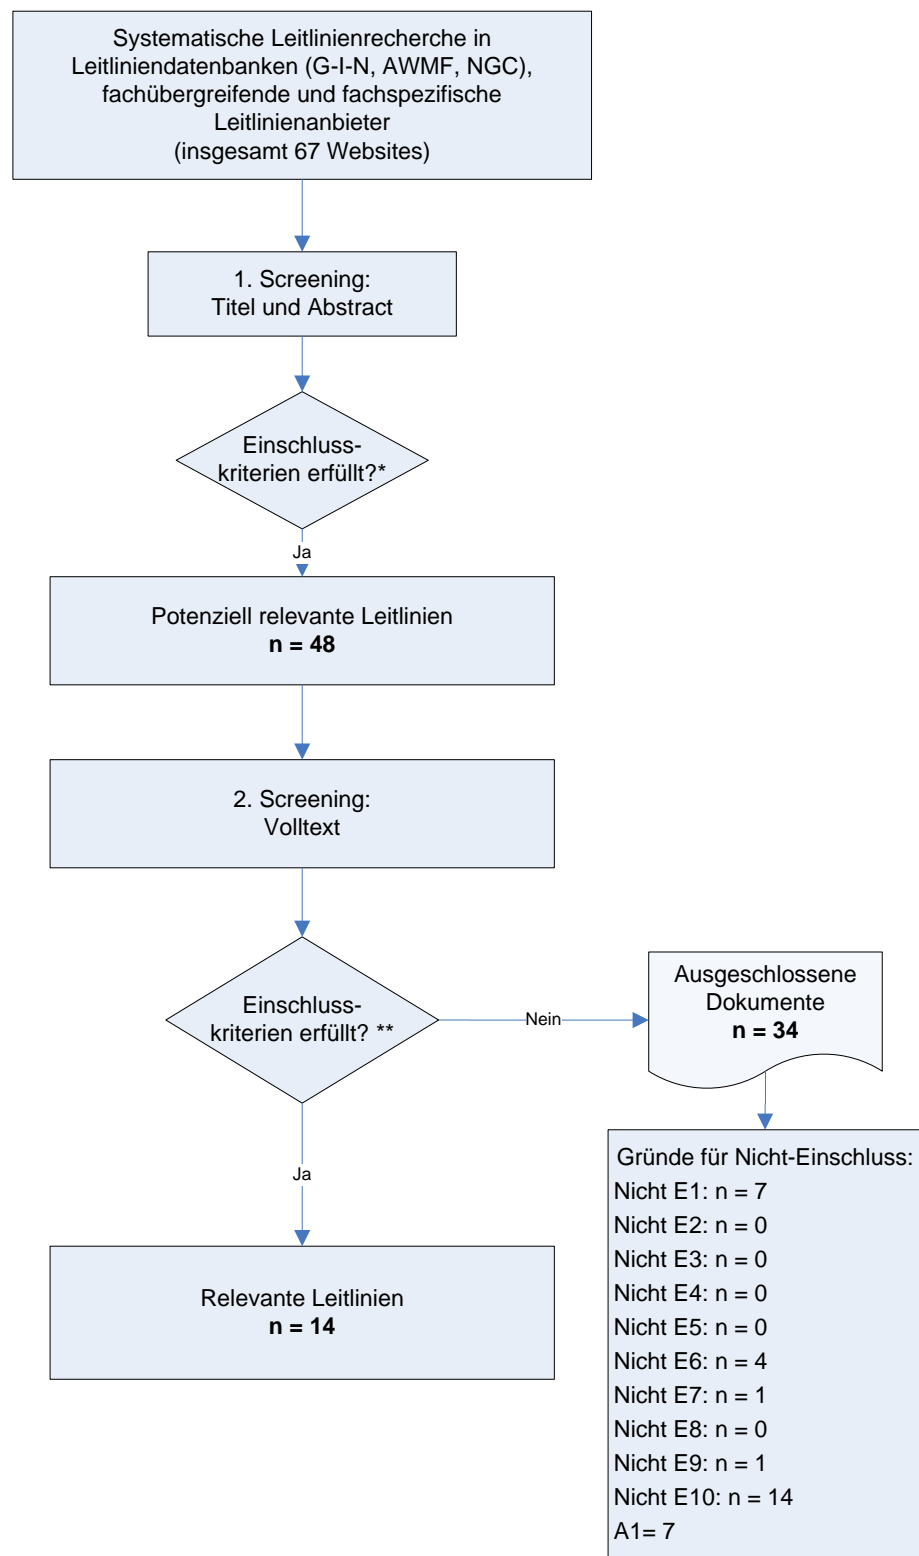 Systematische Leitlinienrecherche in
Leitliniendatenbanken (G-I-N, AWMF, NGC),
fachübergreifende und fachspezifische
Leitlinienanbieter
(insgesamt 67 Websites)
1. Screening:
Titel und Abstract
Einschluss-
kriterien erfüllt?*
Ja
Potenziell relevante Leitlinien
n = 48
2. Screening:
Volltext
Einschluss-
kriterien erfüllt? **
Nein
Ausgeschlossene
Dokumente
n = 34
Ja
Relevante Leitlinien
n = 14
Gründe für Nicht-Einschluss:
Nicht E1: n = 7
Nicht E2: n = 0
Nicht E3: n = 0
Nicht E4: n = 0
Nicht E5: n = 0
Nicht E6: n = 4
Nicht E7: n = 1
Nicht E8: n = 0
Nicht E9: n = 1
Nicht E10: n = 14
A1= 7